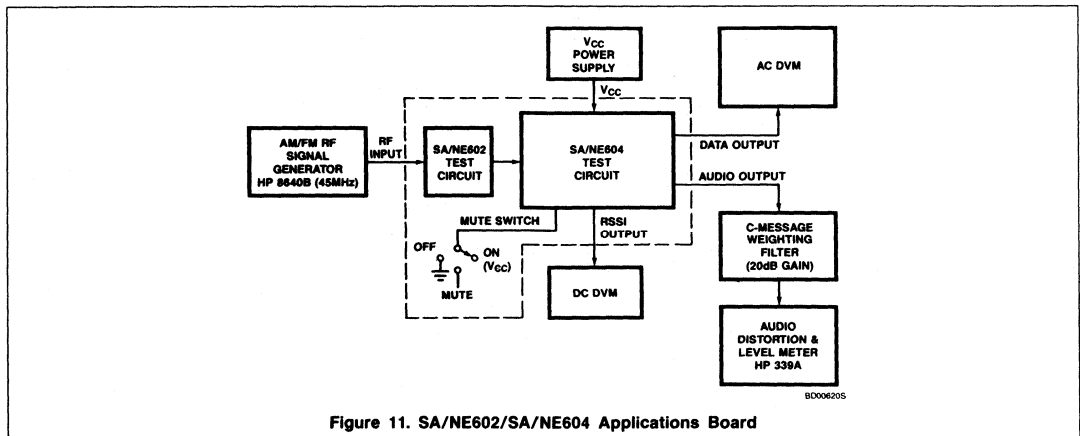 VCC
POWER
SUPPLY
AC DVM
VCC
AM/FM RF
SIGNAL
GENERATOR
HP 8640B (45MHz)
RF
INPUT
SA/NE602
TEST
CIRCUIT
SA/NE604
TEST
CIRCUIT
DATA OUTPUT
AUDIO OUTPUT
MUTE SWITCH
RSSI
OUTPUT
OFF
ON
(VCC)
MUTE
DC DVM
C-MESSAGE
WEIGHTING
FILTER
(20dB GAIN)
AUDIO
DISTORTION &
LEVEL METER
HP 339A
BD00620S
Figure 11. SA/NE602/SA/NE604 Applications Board